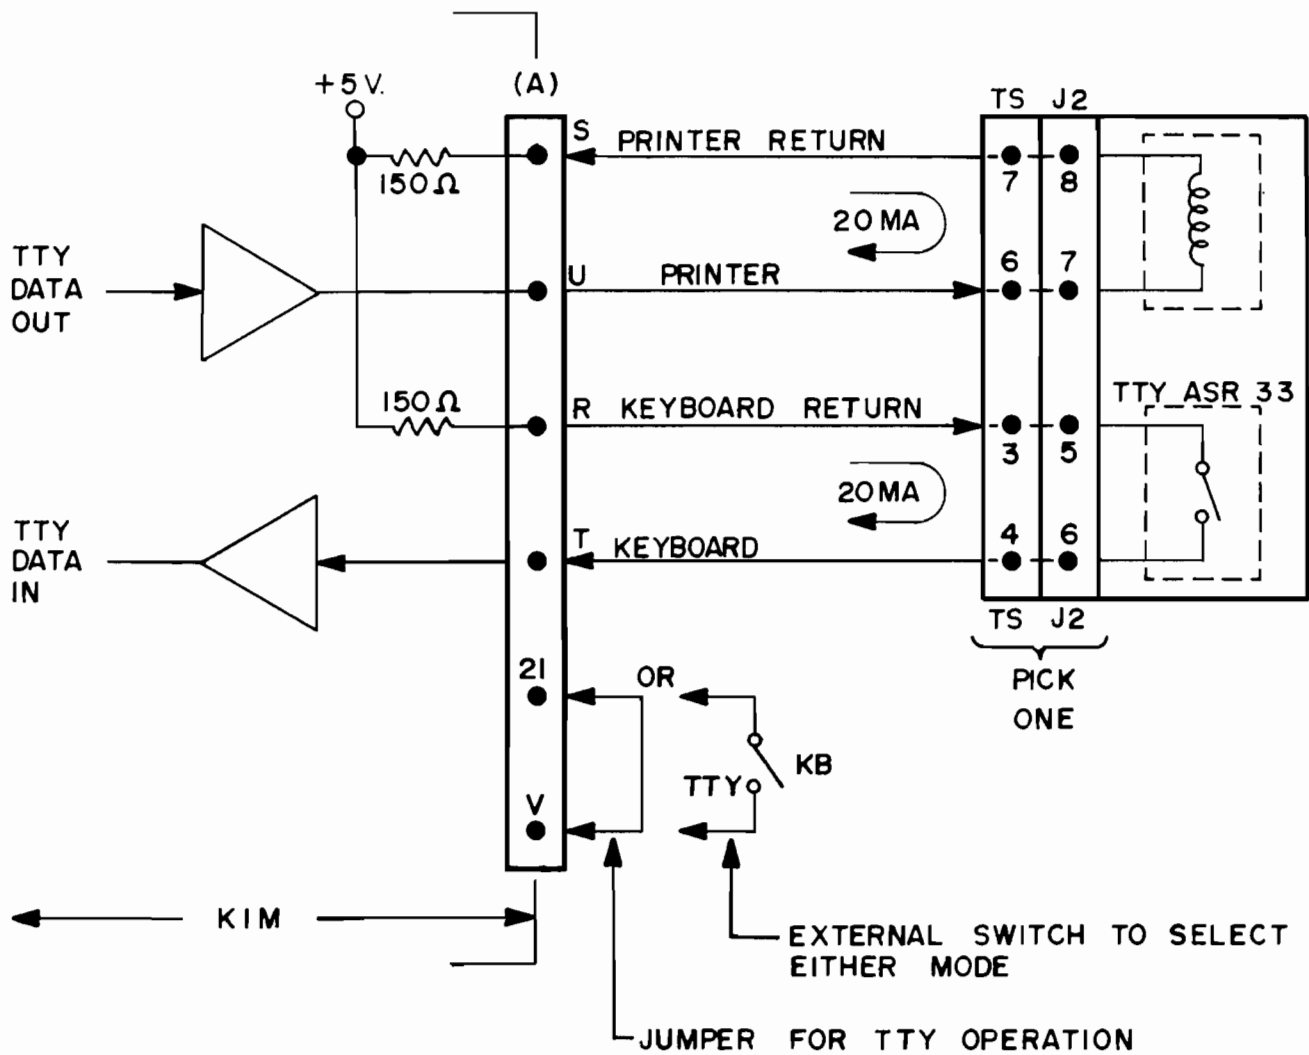 +5 V.
(A)
TS J2
S PRINTER RETURN
150Ω
7 8
20 MA
TTY
DATA
OUT
U PRINTER
6 7
150Ω
TTY ASR 33
R KEYBOARD RETURN
3 5
20 MA
TTY
DATA
IN
T KEYBOARD
4 6
TS J2
PICK
ONE
21
OR
KB
TTY
V
KIM
EXTERNAL SWITCH TO SELECT
EITHER MODE
JUMPER FOR TTY OPERATION